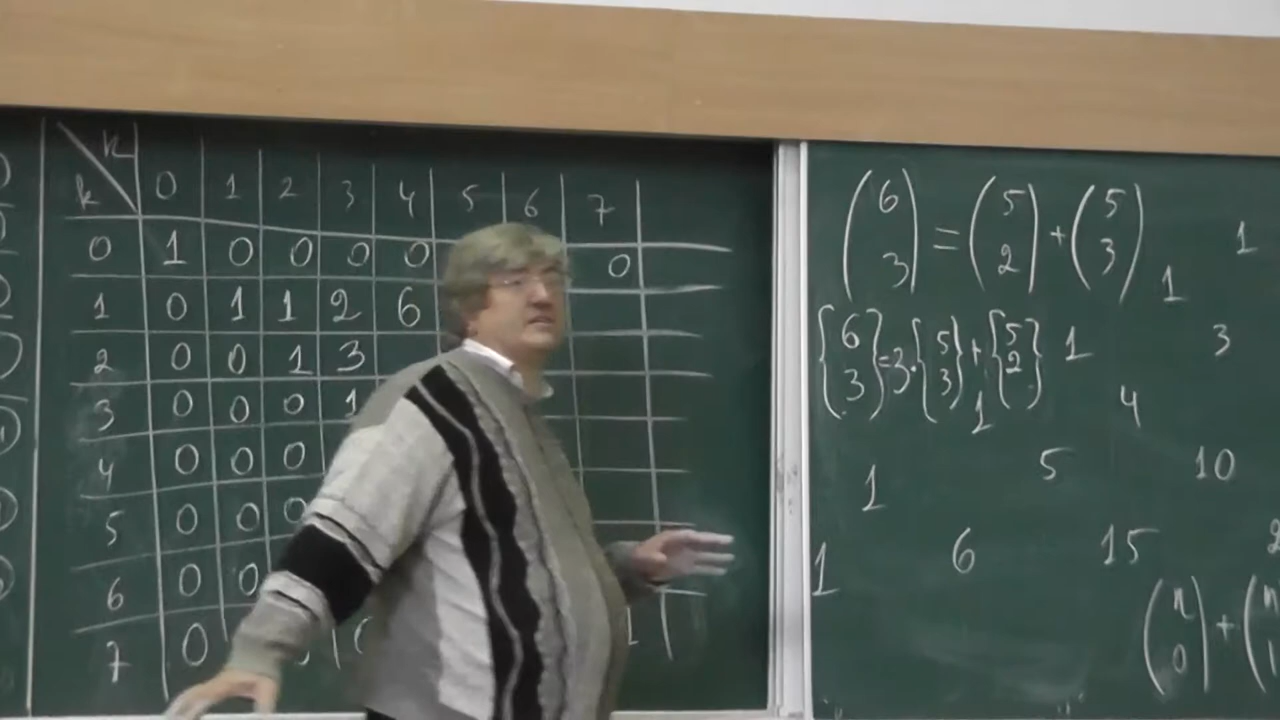 n
k 0 1 2 3 4 5 6 7
0 1 0 0 0 0 0
1 0 1 1 2 6
2 0 0 1 3
3 0 0 0 1
4 0 0 0
5 0 0 0
6 0 0
7 0
(6 3) = (5 2) + (5 3)
{6 3} = 3 · {5 3} + {5 2}
1
1
1 3
1 4
1 5 10
1 6 15
(n 0) + (n